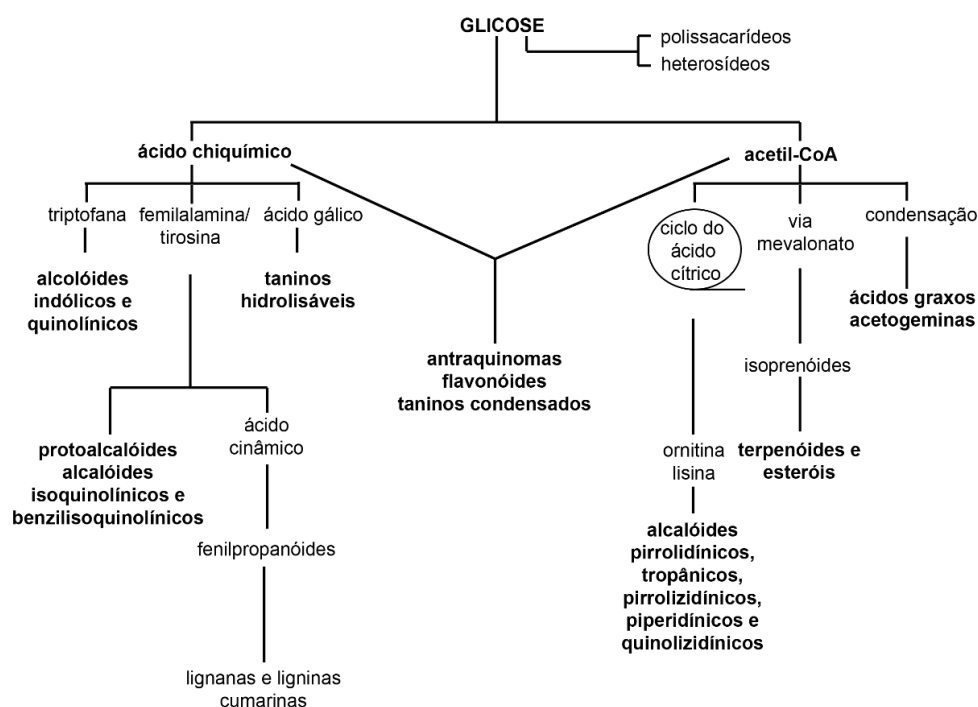 GLICOSE
polissacarídeos
heterosídeos
ácido chiquímico
acetil-CoA
triptofana
femilalamina/
tirosina
ácido gálico
ciclo do
ácido
cítrico
via
mevalonato
condensação
alcolóides
indólicos e
quinolínicos
taninos
hidrolisáveis
ácidos graxos
acetogeminas
antraquinomas
flavonóides
taninos condensados
isoprenóides
protoalcalóides
alcalóides
isoquinolínicos e
benzilisoquinolínicos
ácido
cinâmico
ornitina
lisina
terpenóides e
esteróis
fenilpropanóides
alcalóides
pirrolidínicos,
tropânicos,
pirrolizidínicos,
piperidínicos e
quinolizidínicos
lignanas e ligninas
cumarinas